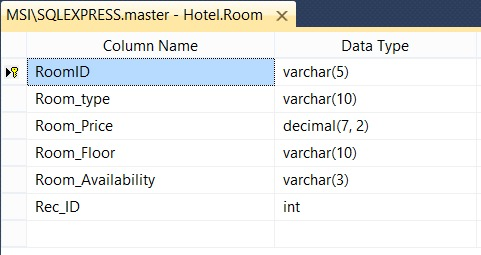 MSI\SQLEXPRESS.master - Hotel.Room
Column Name Data Type
RoomID varchar(5)
Room_type varchar(10)
Room_Price decimal(7, 2)
Room_Floor varchar(10)
Room_Availability varchar(3)
Rec_ID int